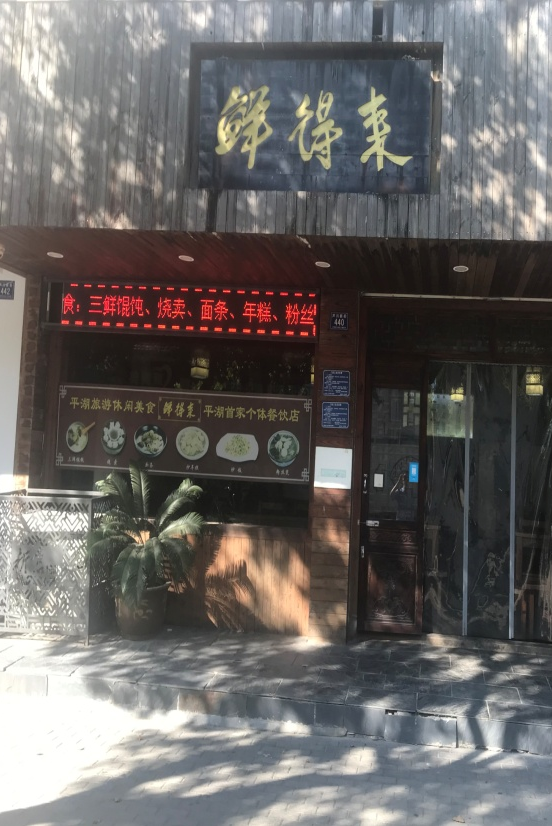 鲜得来
食：三鲜馄饨、烧卖、面条、年糕、粉丝
442
440
平湖旅游休闲美食 鲜得来 平湖首家个体餐饮店